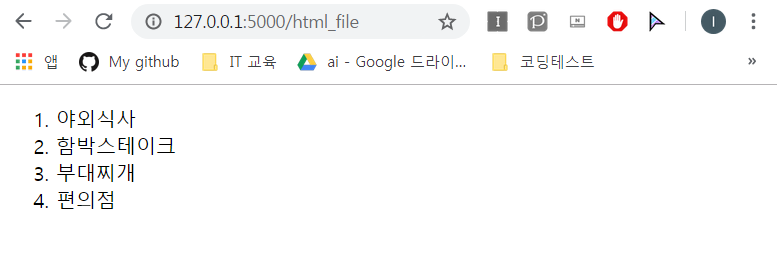 127.0.0.1:5000/html_file
앱 My github IT 교육 ai - Google 드라이... 코딩테스트 »
1. 야외식사
2. 함박스테이크
3. 부대찌개
4. 편의점